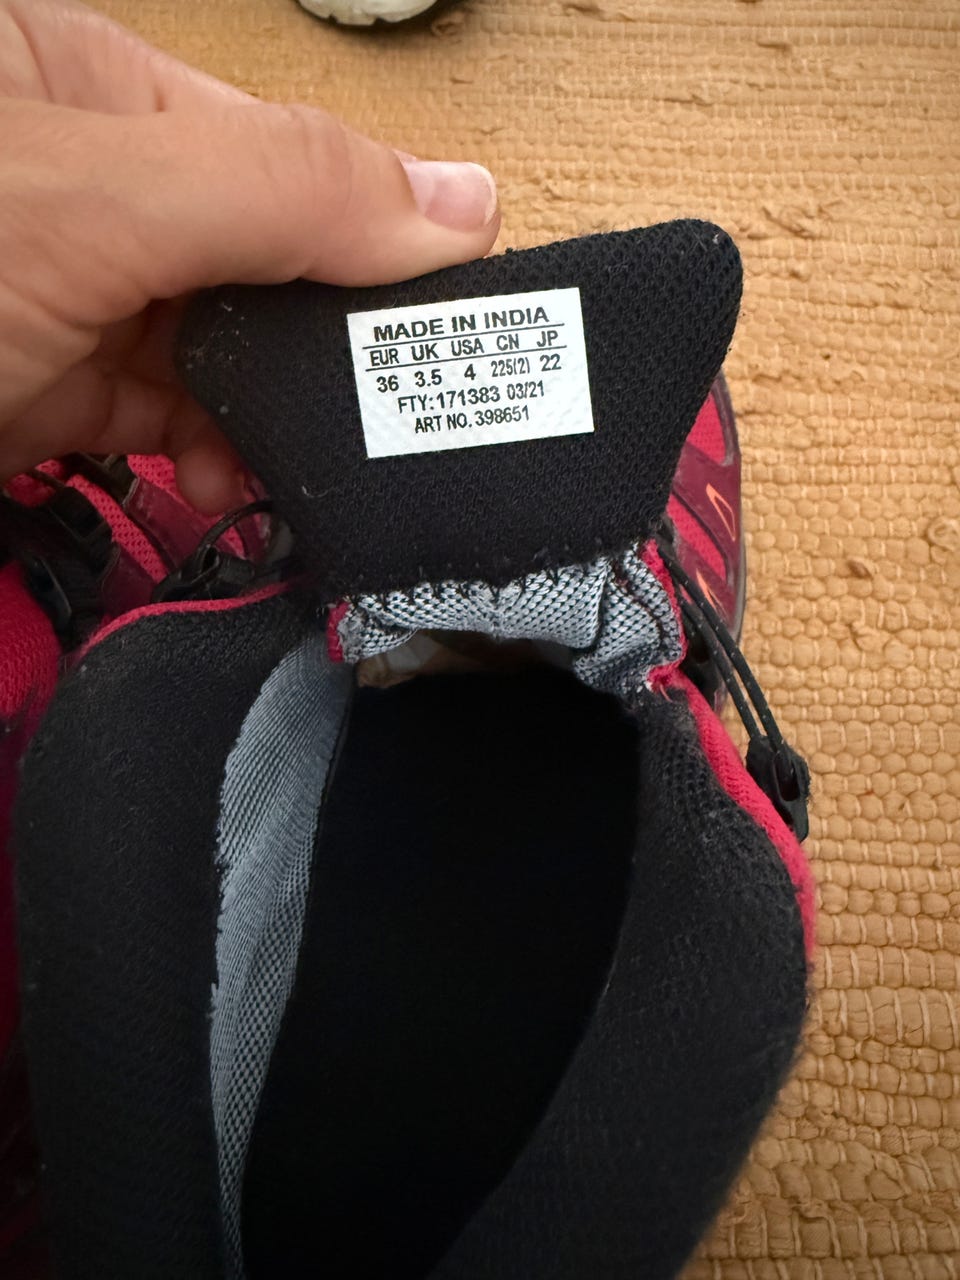 MADE IN INDIA
EUR UK USA CN JP
36 3.5 4 225(2) 22
FTY:171383 03/21
ART NO. 398651